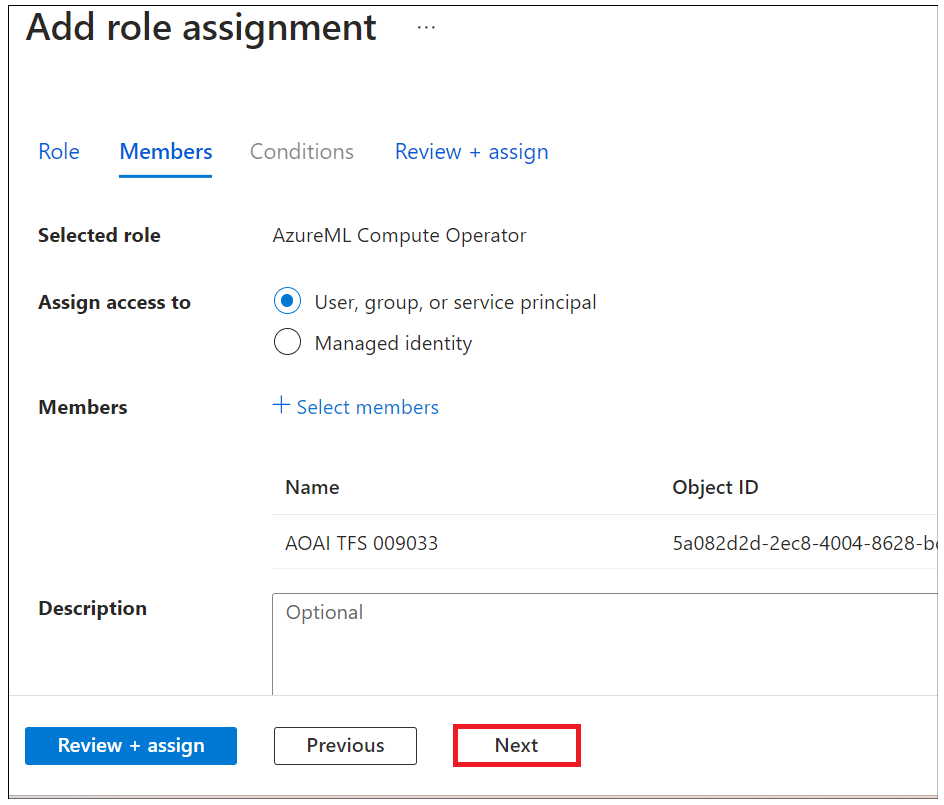 Add role assignment ...
Role Members Conditions Review + assign
Selected role AzureML Compute Operator
Assign access to User, group, or service principal
Managed identity
Members + Select members
Name Object ID
AOAI TFS 009033 5a082d2d-2ec8-4004-8628-b
Description Optional
Review + assign Previous Next